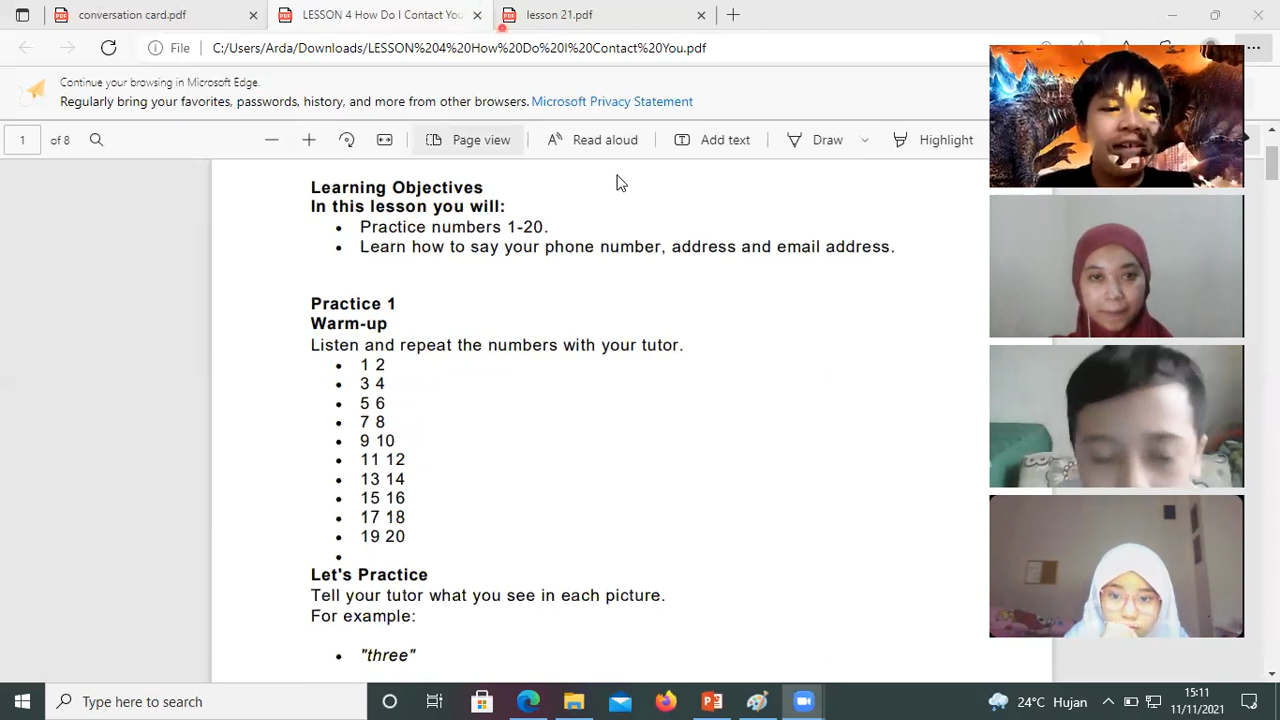 conversation card.pdf
LESSON 4 How Do I Contact You
lesson 21.pdf
File
C:/Users/Arda/Downloads/LESSON%204%20How%20Do%20I%20Contact%20You.pdf
Continue your browsing in Microsoft Edge.
Regularly bring your favorites, passwords, history, and more from other browsers. Microsoft Privacy Statement
1 of 8
Page view
Read aloud
Add text
Draw
Highlight
Learning Objectives
In this lesson you will:
• Practice numbers 1-20.
• Learn how to say your phone number, address and email address.
Practice 1
Warm-up
Listen and repeat the numbers with your tutor.
• 1 2
• 3 4
• 5 6
• 7 8
• 9 10
• 11 12
• 13 14
• 15 16
• 17 18
• 19 20
•
Let's Practice
Tell your tutor what you see in each picture.
For example:
• "three"
Type here to search
24°C Hujan
15:11
11/11/2021